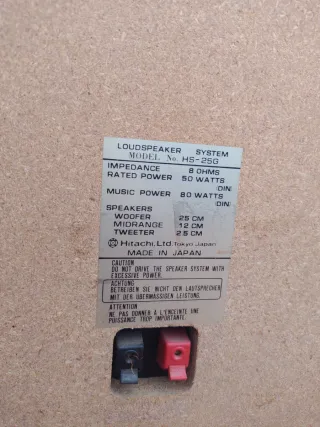 LOUDSPEAKER SYSTEM
MODEL No. HS-25G
IMPEDANCE 8 OHMS
RATED POWER 50 WATTS
(DIN)
MUSIC POWER 80 WATTS
(DIN)
SPEAKERS
WOOFER 25 CM
MIDRANGE 12 CM
TWEETER 2.5 CM
Hitachi, Ltd. Tokyo Japan
MADE IN JAPAN
CAUTION
DO NOT DRIVE THE SPEAKER SYSTEM WITH
EXCESSIVE POWER.
ACHTUNG
BETREIBEN SIE NICHT DEN LAUTSPRECHER
MIT DER ÜBERMÄSSIGEN LEISTUNG.
ATTENTION
NE PAS DONNER À L'ENCEINTE UNE
PUISSANCE TROP IMPORTANTE.